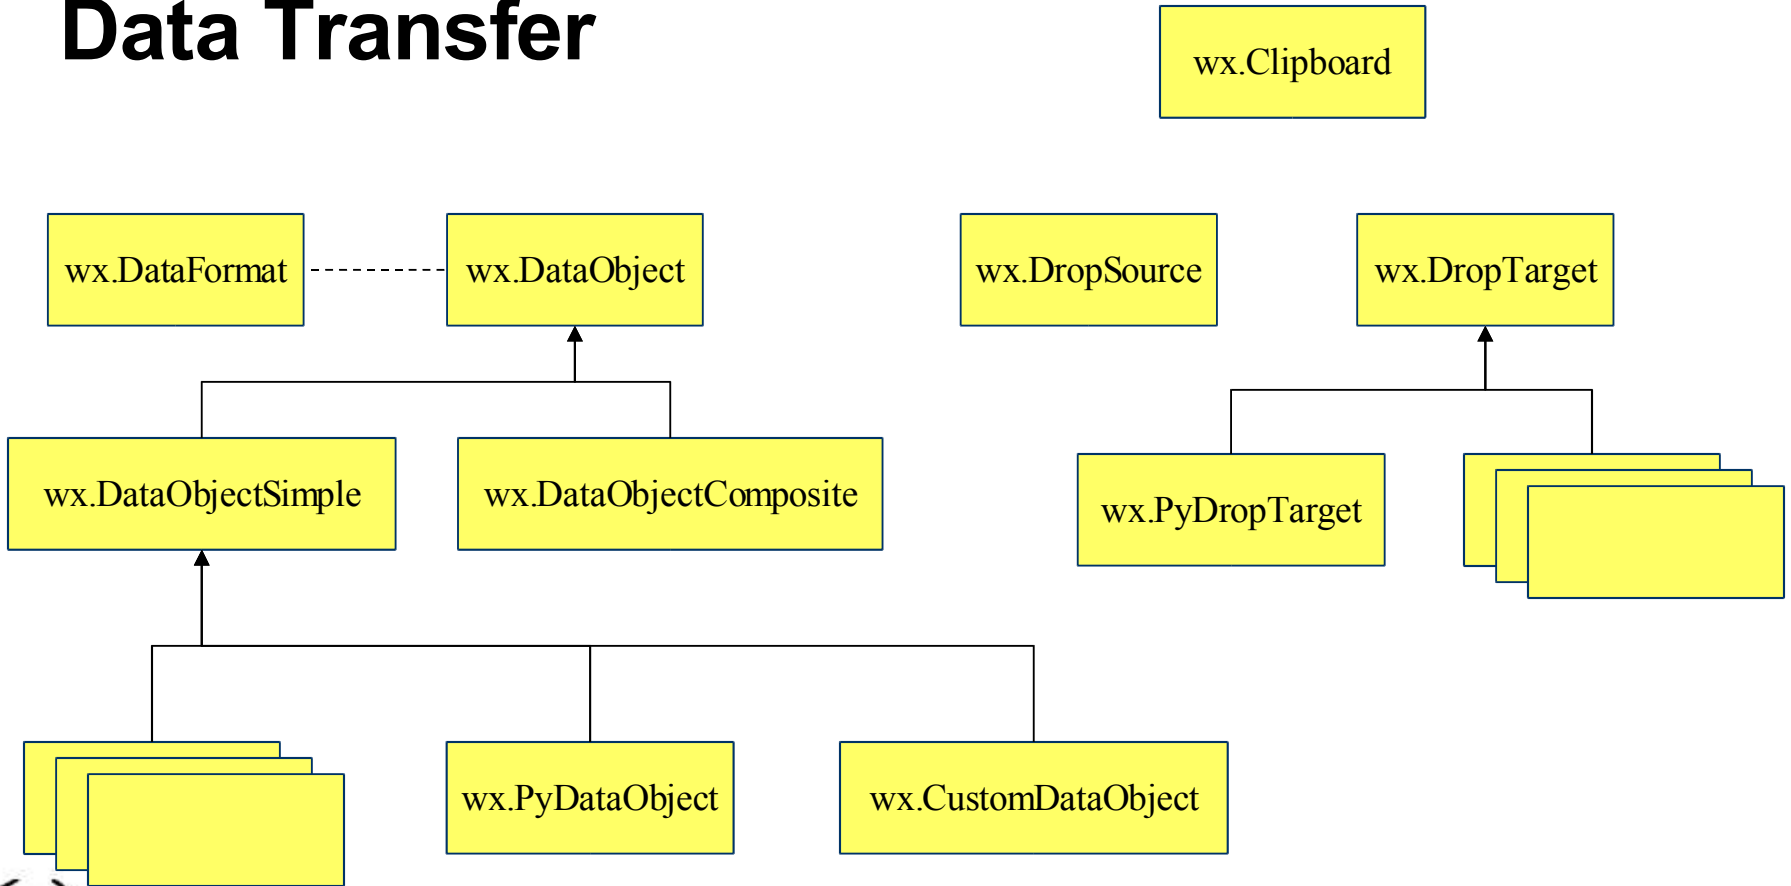 Data Transfer
wx.Clipboard
wx.DataFormat
wx.DataObject
wx.DropSource
wx.DropTarget
wx.DataObjectSimple
wx.DataObjectComposite
wx.PyDropTarget
wx.PyDataObject
wx.CustomDataObject